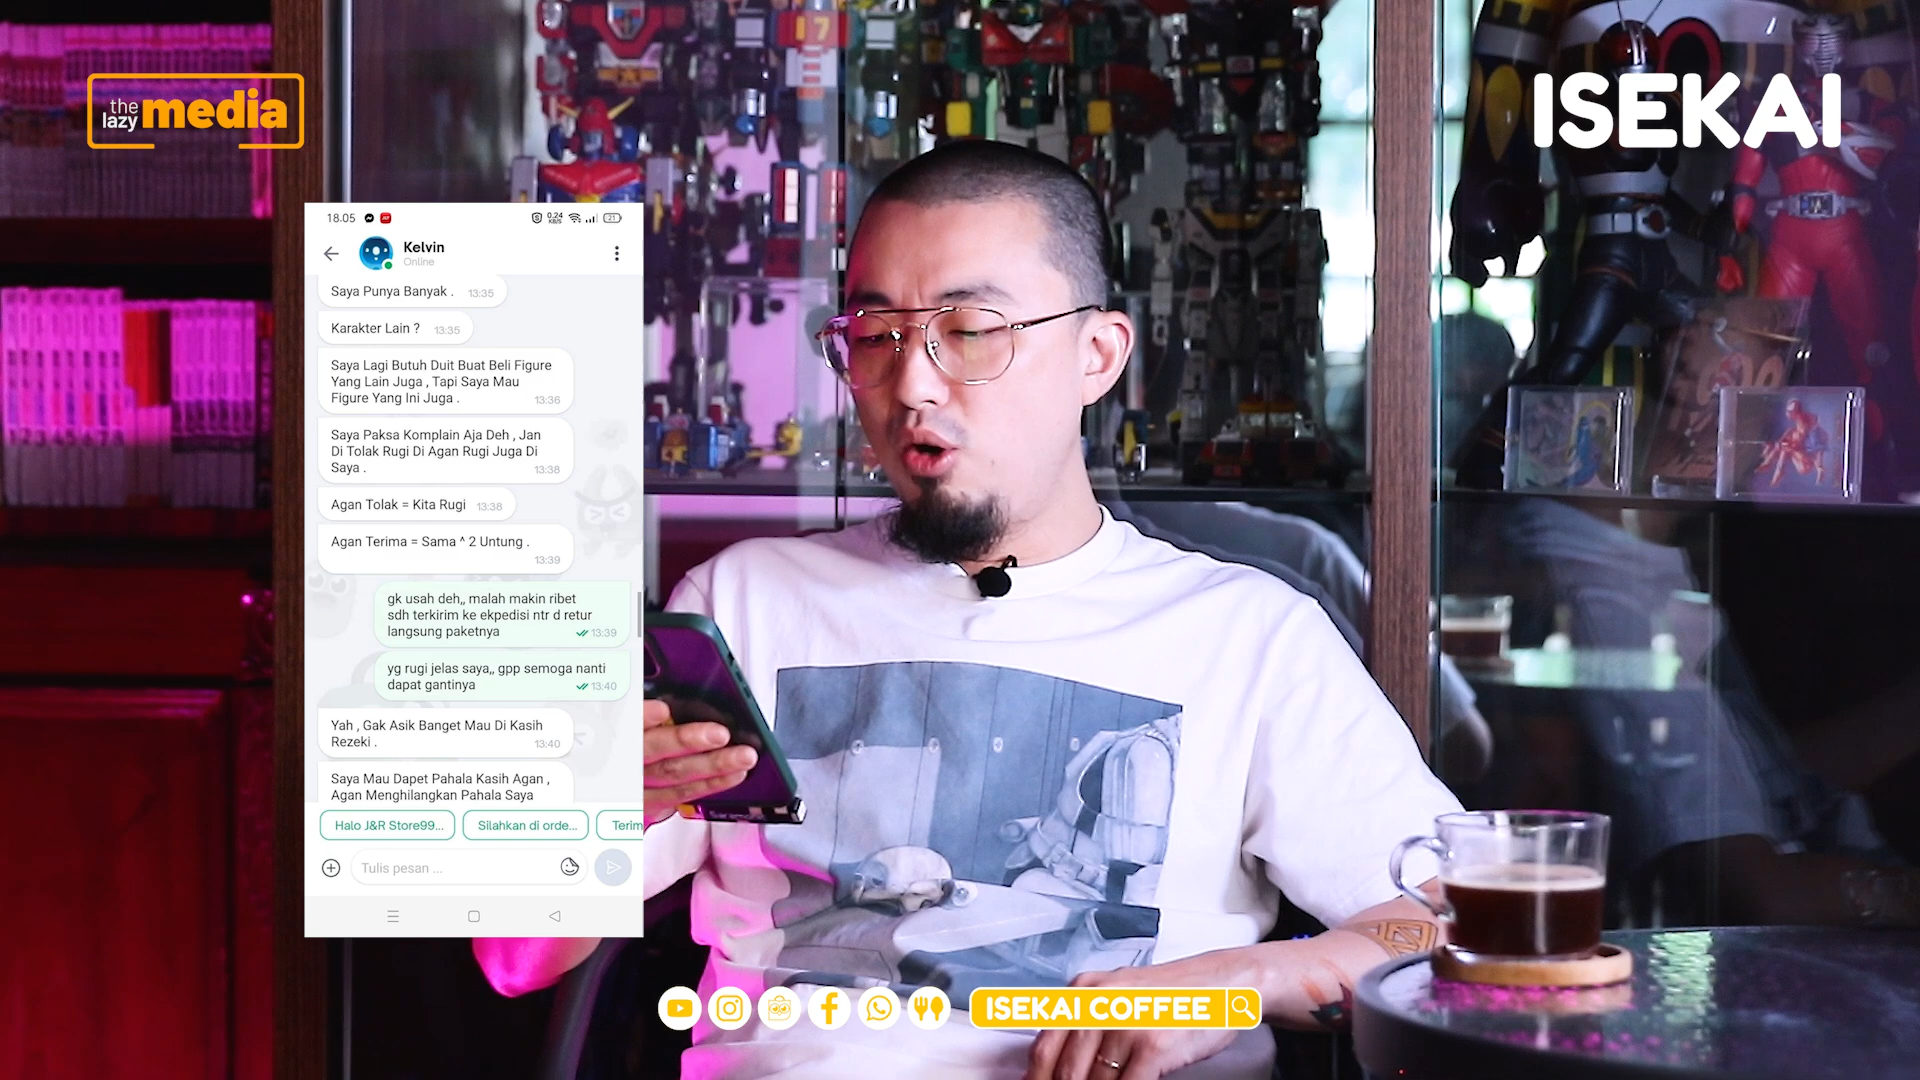 the
lazy media
ISEKAI
18.05
0.24
KB/S
21
Kelvin
Online
Saya Punya Banyak . 13:35
Karakter Lain ? 13:35
Saya Lagi Butuh Duit Buat Beli Figure
Yang Lain Juga , Tapi Saya Mau
Figure Yang Ini Juga . 13:36
Saya Paksa Komplain Aja Deh , Jan
Di Tolak Rugi Di Agan Rugi Juga Di
Saya . 13:38
Agan Tolak = Kita Rugi 13:38
Agan Terima = Sama ^ 2 Untung .
13:39
gk usah deh,, malah makin ribet
sdh terkirim ke ekpedisi ntr d retur
langsung paketnya 13:39
yg rugi jelas saya,, gpp semoga nanti
dapat gantinya 13:40
Yah , Gak Asik Banget Mau Di Kasih
Rezeki . 13:40
Saya Mau Dapet Pahala Kasih Agan ,
Agan Menghilangkan Pahala Saya
Halo J&R Store99... Silahkan di orde... Terim
Tulis pesan ...
17
ISEKAI COFFEE